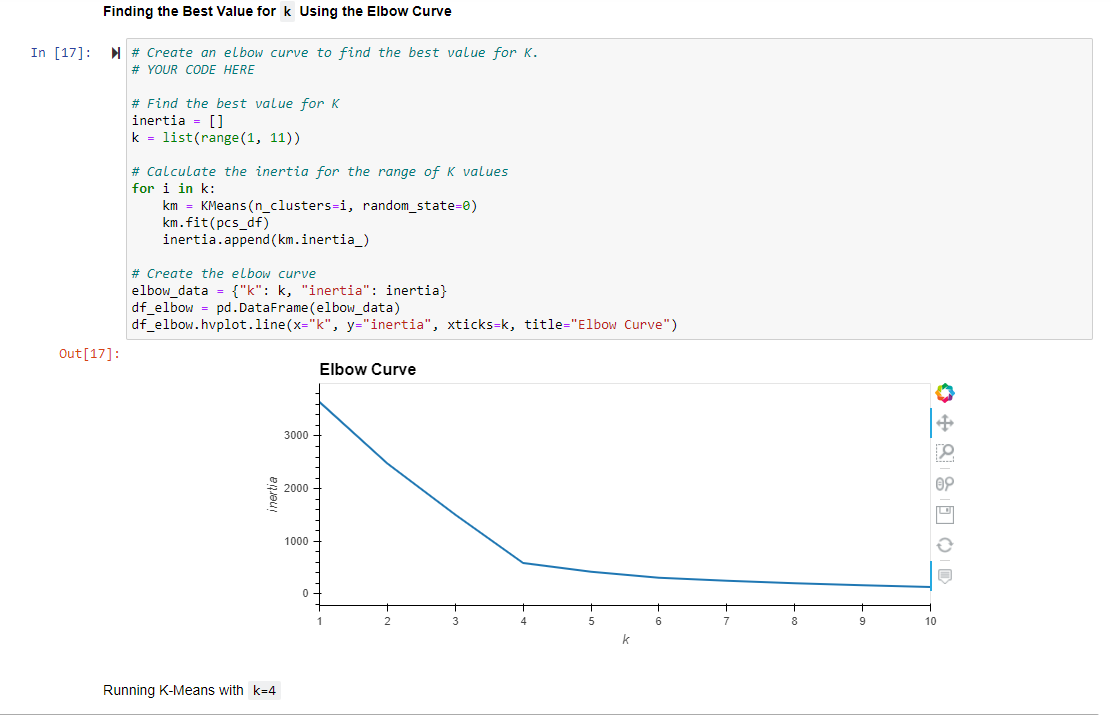 Finding the Best Value for k Using the Elbow Curve
In [17]:
# Create an elbow curve to find the best value for K.
# YOUR CODE HERE
# Find the best value for K
inertia = []
k = list(range(1, 11))
# Calculate the inertia for the range of K values
for i in k:
    km = KMeans(n_clusters=i, random_state=0)
    km.fit(pcs_df)
    inertia.append(km.inertia_)
# Create the elbow curve
elbow_data = {"k": k, "inertia": inertia}
df_elbow = pd.DataFrame(elbow_data)
df_elbow.hvplot.line(x="k", y="inertia", xticks=k, title="Elbow Curve")
Out[17]:
Elbow Curve
3000
2000
1000
0
inertia
1 2 3 4 5 6 7 8 9 10
k
Running K-Means with k=4